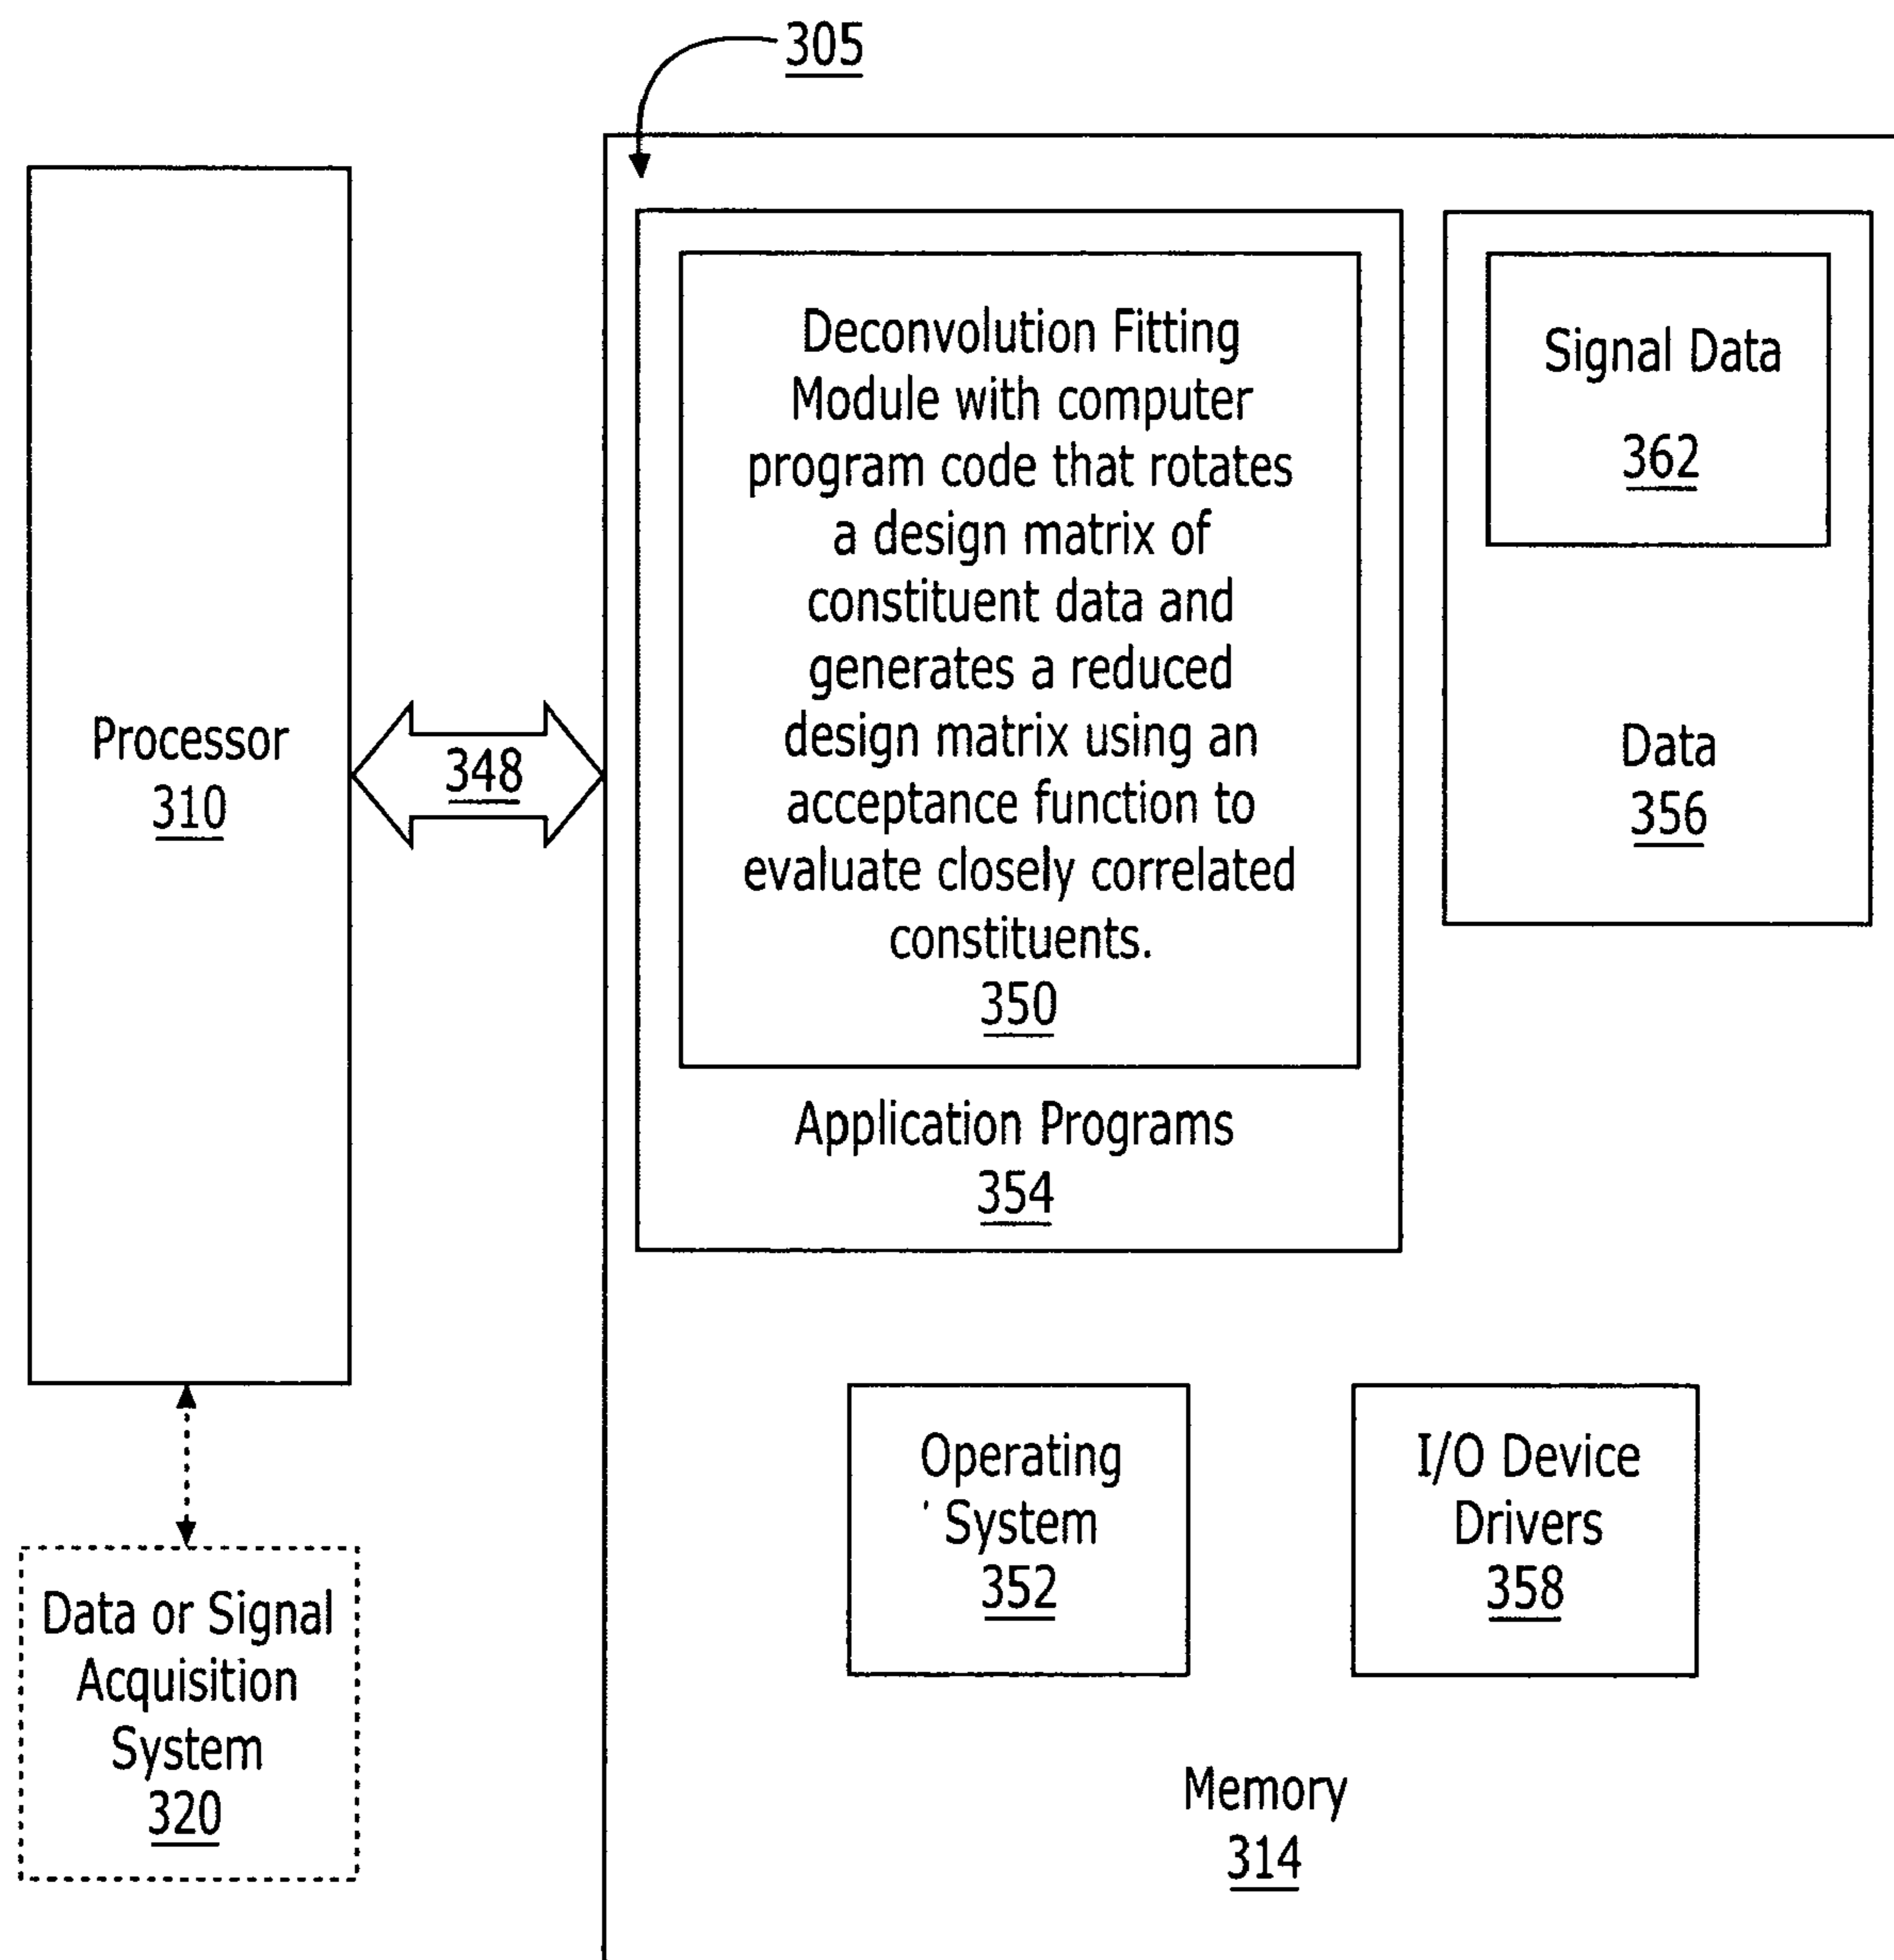 305
Processor
310
348
Deconvolution Fitting
Module with computer
program code that rotates
a design matrix of
constituent data and
generates a reduced
design matrix using an
acceptance function to
evaluate closely correlated
constituents.
350
Application Programs
354
Signal Data
362
Data
356
Operating
System
352
I/O Device
Drivers
358
Data or Signal
Acquisition
System
320
Memory
314